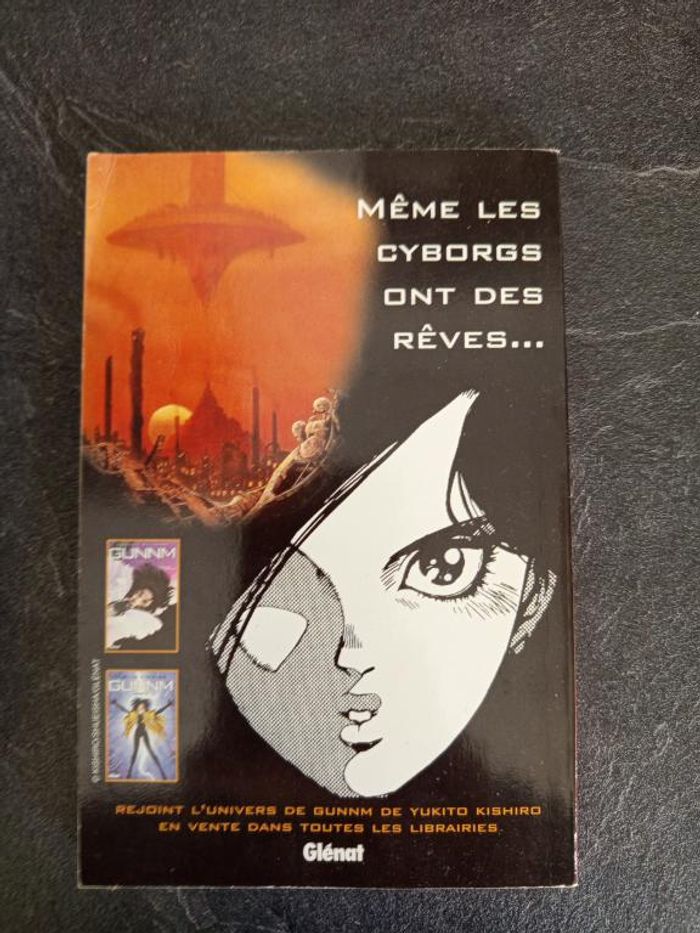 MÊME LES
CYBORGS
ONT DES
RÊVES...
GUNNM
GUNNM
© KISHIRO/SHUEISHA/GLÉNAT
REJOINT L'UNIVERS DE GUNNM DE YUKITO KISHIRO
EN VENTE DANS TOUTES LES LIBRAIRIES
Glénat